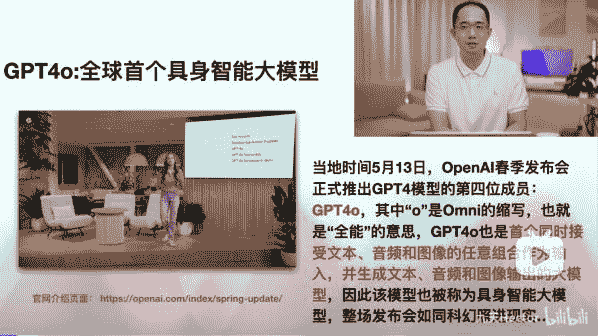 GPT4o:全球首个具身智能大模型
当地时间5月13日，OpenAI春季发布会
正式推出GPT4模型的第四位成员：
GPT4o，其中“o”是Omni的缩写，也就
是“全能”的意思，GPT4o也是首个同时接
受文本、音频和图像的任意组合作为输
入，并生成文本、音频和图像输出的大模
型，因此该模型也被称为具身智能大模
型，整场发布会如同科幻照进现实...
官网介绍页面： https://openai.com/index/spring-update/
bilibili